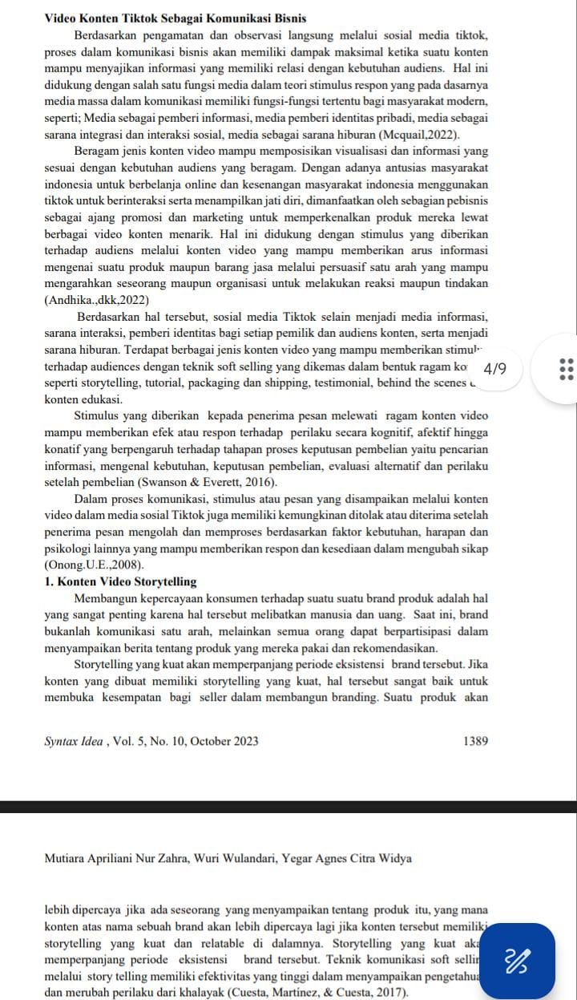 Video Konten Tiktok Sebagai Komunikasi Bisnis
Berdasarkan pengamatan dan observasi langsung melalui sosial media tiktok,
proses dalam komunikasi bisnis akan memiliki dampak maksimal ketika suatu konten
mampu menyajikan informasi yang memiliki relasi dengan kebutuhan audiens. Hal ini
didukung dengan salah satu fungsi media dalam teori stimulus respon yang pada dasarnya
media massa dalam komunikasi memiliki fungsi-fungsi tertentu bagi masyarakat modern,
seperti; Media sebagai pemberi informasi, media pemberi identitas pribadi, media sebagai
sarana integrasi dan interaksi sosial, media sebagai sarana hiburan (Mcquail,2022).
Beragam jenis konten video mampu memposisikan visualisasi dan informasi yang
sesuai dengan kebutuhan audiens yang beragam. Dengan adanya antusias masyarakat
indonesia untuk berbelanja online dan kesenangan masyarakat indonesia menggunakan
tiktok untuk berinteraksi serta menampilkan jati diri, dimanfaatkan oleh sebagian pebisnis
sebagai ajang promosi dan marketing untuk memperkenalkan produk mereka lewat
berbagai video konten menarik. Hal ini didukung dengan stimulus yang diberikan
terhadap audiens melalui konten video yang mampu memberikan arus informasi
mengenai suatu produk maupun barang jasa melalui persuasif satu arah yang mampu
mengarahkan seseorang maupun organisasi untuk melakukan reaksi maupun tindakan
(Andhika.,dkk,2022)
Berdasarkan hal tersebut, sosial media Tiktok selain menjadi media informasi,
sarana interaksi, pemberi identitas bagi setiap pemilik dan audiens konten, serta menjadi
sarana hiburan. Terdapat berbagai jenis konten video yang mampu memberikan
terhadap audiences dengan teknik soft selling yang dikemas dalam bentuk ragam
4/9
seperti storytelling, tutorial, packaging dan shipping, testimonial, behind the scenes
konten edukasi.
Stimulus yang diberikan kepada penerima pesan melewati ragam konten video
mampu memberikan efek atau respon terhadap perilaku secara kognitif, afektif hingga
konatif yang berpengaruh terhadap tahapan proses keputusan pembelian yaitu pencarian
informasi, mengenal kebutuhan, keputusan pembelian, evaluasi alternatif dan perilaku
setelah pembelian (Swanson & Everett, 2016).
Dalam proses komunikasi, stimulus atau pesan yang disampaikan melalui konten
video dalam media sosial Tiktok juga memiliki kemungkinan ditolak atau diterima setelah
penerima pesan mengolah dan memproses berdasarkan faktor kebutuhan, harapan dan
psikologi lainnya yang mampu memberikan respon dan kesediaan dalam mengubah sikap
(Onong.U.E.,2008).
1. Konten Video Storytelling
Membangun kepercayaan konsumen terhadap suatu suatu brand produk adalah hal
yang sangat penting karena hal tersebut melibatkan manusia dan uang. Saat ini, brand
bukanlah komunikasi satu arah, melainkan semua orang dapat berpartisipasi dalam
menyampaikan berita tentang produk yang mereka pakai dan rekomendasikan.
Storytelling yang kuat akan memperpanjang periode eksistensi brand tersebut. Jika
konten yang dibuat memiliki storytelling yang kuat, hal tersebut sangat baik untuk
membuka kesempatan bagi seller dalam membangun branding. Suatu produk akan
Syntax Idea , Vol. 5, No. 10, October 2023 1389
Mutiara Apriliani Nur Zahra, Wuri Wulandari, Yegar Agnes Citra Widya
lebih dipercaya jika ada seseorang yang menyampaikan tentang produk itu, yang mana
konten atas nama sebuah brand akan lebih dipercaya lagi jika konten tersebut memiliki
storytelling yang kuat dan relatable di dalamnya. Storytelling yang kuat
memperpanjang periode eksistensi brand tersebut. Teknik komunikasi soft
melalui story telling memiliki efektivitas yang tinggi dalam menyampaikan
dan merubah perilaku dari khalayak (Cuesta, Martínez, & Cuesta, 2017).